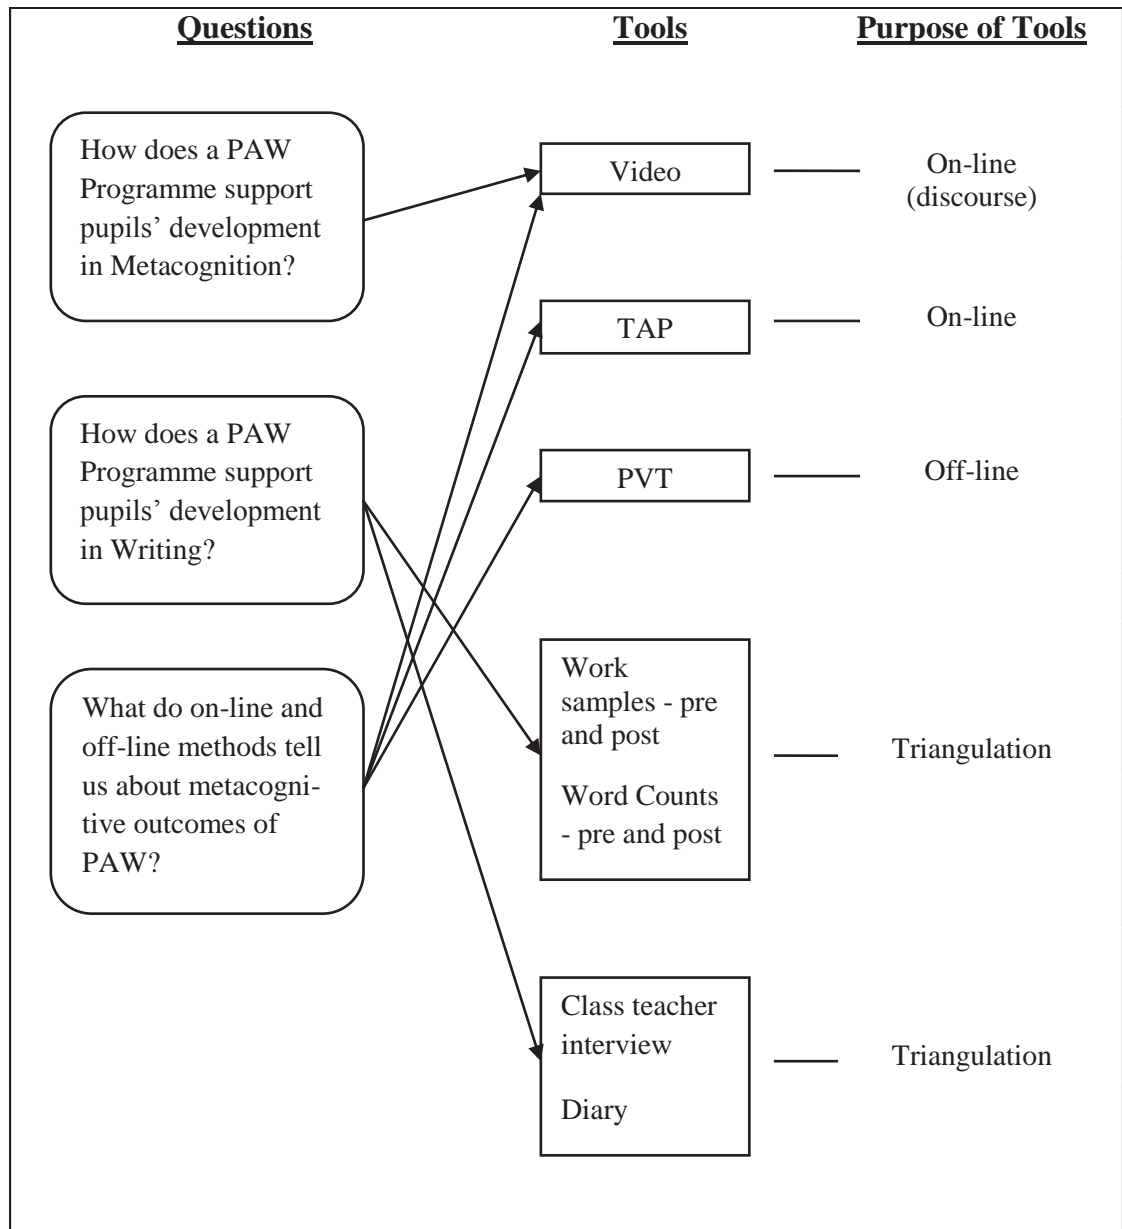 Questions
Tools
Purpose of Tools
How does a PAW
Programme support
pupils’ development
in Metacognition?
Video
On-line
(discourse)
TAP
On-line
How does a PAW
Programme support
pupils’ development
in Writing?
PVT
Off-line
What do on-line and
off-line methods tell
us about metacogni-
tive outcomes of
PAW?
Work
samples - pre
and post
Word Counts
- pre and post
Triangulation
Class teacher
interview
Diary
Triangulation